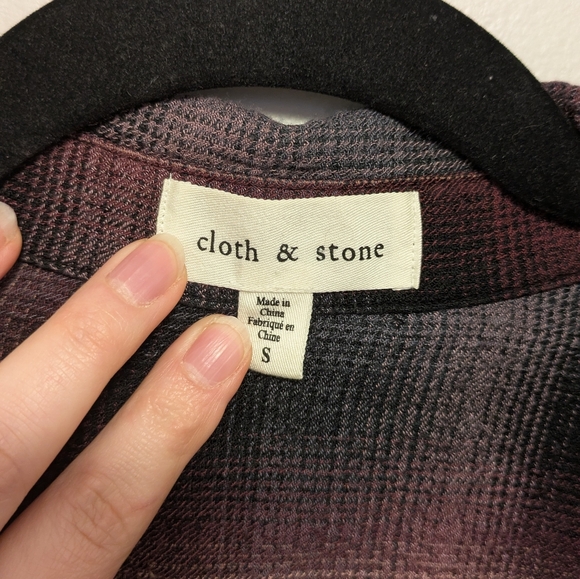 cloth & stone
Made in
China
Fabriqué en
Chine
S